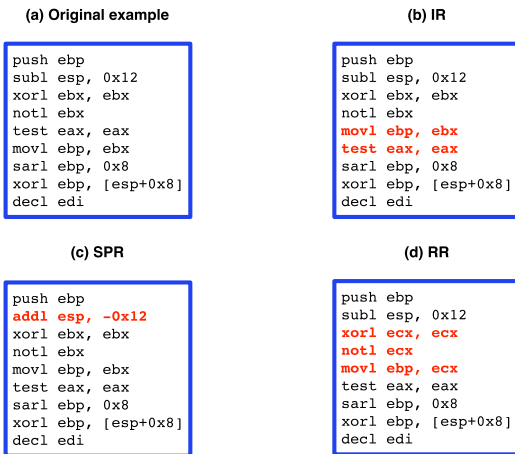 (a) Original example
push ebp
subl esp, 0x12
xorl ebx, ebx
notl ebx
test eax, eax
movl ebp, ebx
sarl ebp, 0x8
xorl ebp, [esp+0x8]
decl edi
(b) IR
push ebp
subl esp, 0x12
xorl ebx, ebx
notl ebx
movl ebp, ebx
test eax, eax
sarl ebp, 0x8
xorl ebp, [esp+0x8]
decl edi
(c) SPR
push ebp
addl esp, -0x12
xorl ebx, ebx
notl ebx
movl ebp, ebx
test eax, eax
sarl ebp, 0x8
xorl ebp, [esp+0x8]
decl edi
(d) RR
push ebp
subl esp, 0x12
xorl ecx, ecx
notl ecx
movl ebp, ecx
test eax, eax
sarl ebp, 0x8
xorl ebp, [esp+0x8]
decl edi